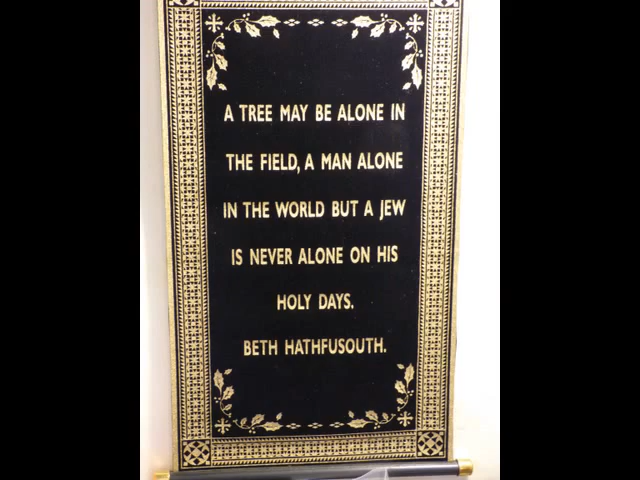 A TREE MAY BE ALONE IN
THE FIELD, A MAN ALONE
IN THE WORLD BUT A JEW
IS NEVER ALONE ON HIS
HOLY DAYS.
BETH HATHFUSOUTH.